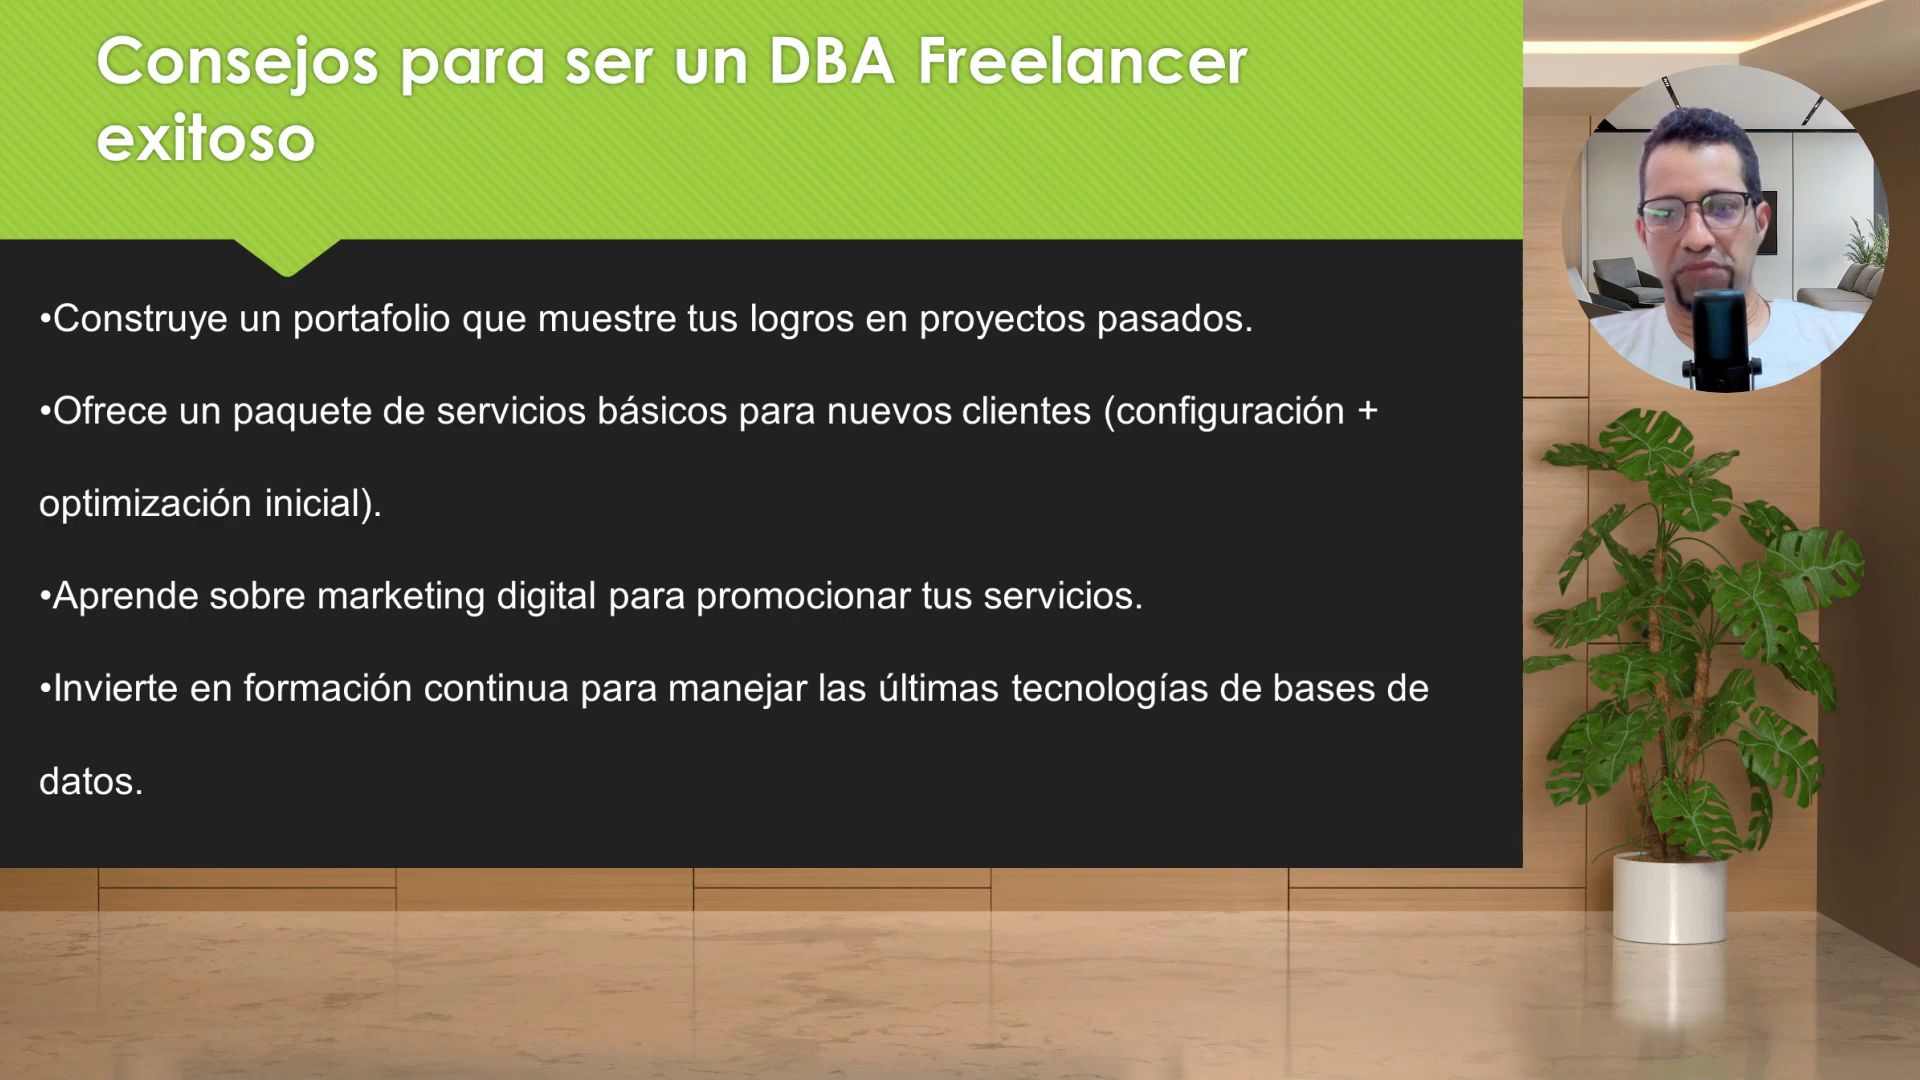 Consejos para ser un DBA Freelancer
exitoso
•Construye un portafolio que muestre tus logros en proyectos pasados.
•Ofrece un paquete de servicios básicos para nuevos clientes (configuración +
optimización inicial).
•Aprende sobre marketing digital para promocionar tus servicios.
•Invierte en formación continua para manejar las últimas tecnologías de bases de
datos.